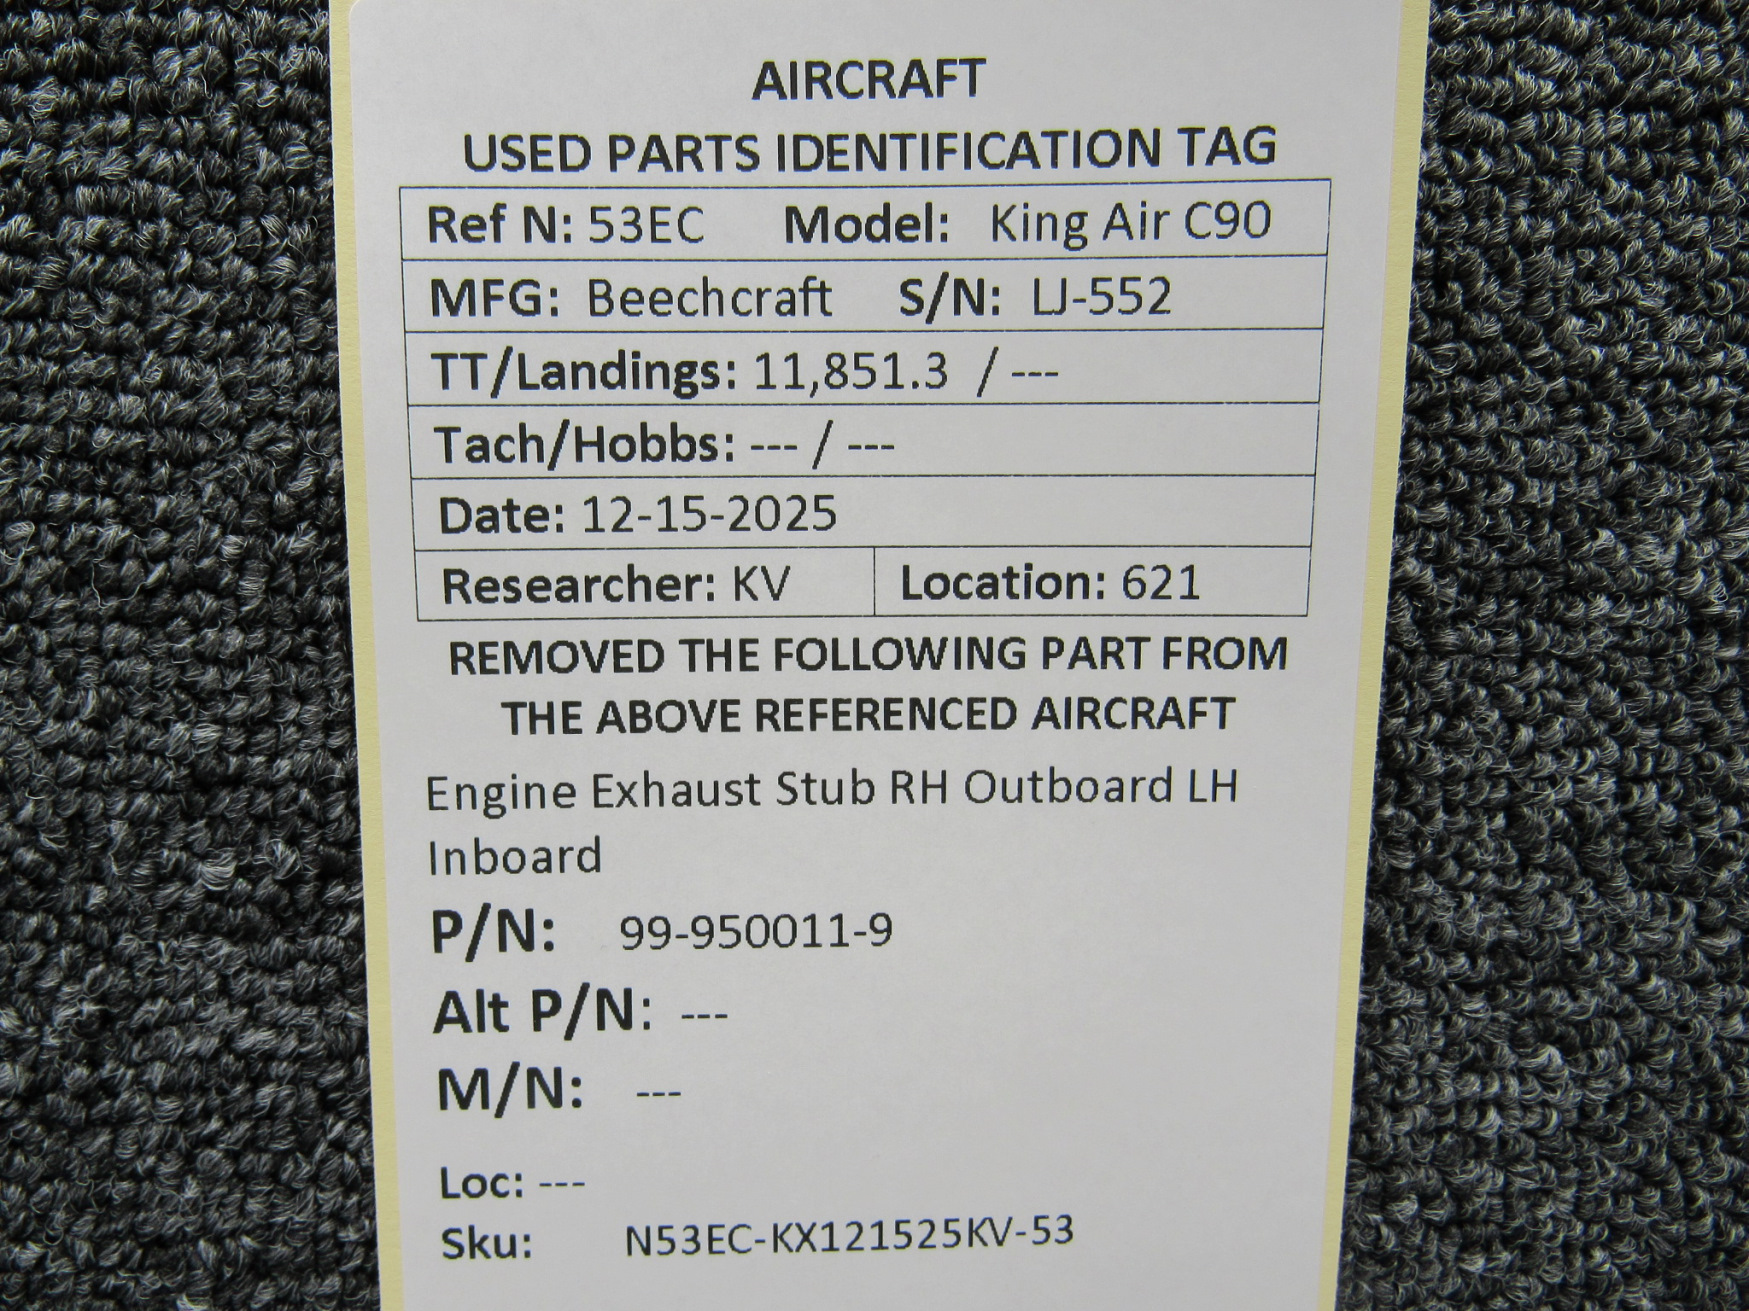 AIRCRAFT
USED PARTS IDENTIFICATION TAG
Ref N: 53EC Model: King Air C90
MFG: Beechcraft S/N: LJ-552
TT/Landings: 11,851.3 / ---
Tach/Hobbs: --- / ---
Date: 12-15-2025
Researcher: KV Location: 621
REMOVED THE FOLLOWING PART FROM
THE ABOVE REFERENCED AIRCRAFT
Engine Exhaust Stub RH Outboard LH
Inboard
P/N: 99-950011-9
Alt P/N: ---
M/N: ---
Loc: ---
Sku: N53EC-KX121525KV-53